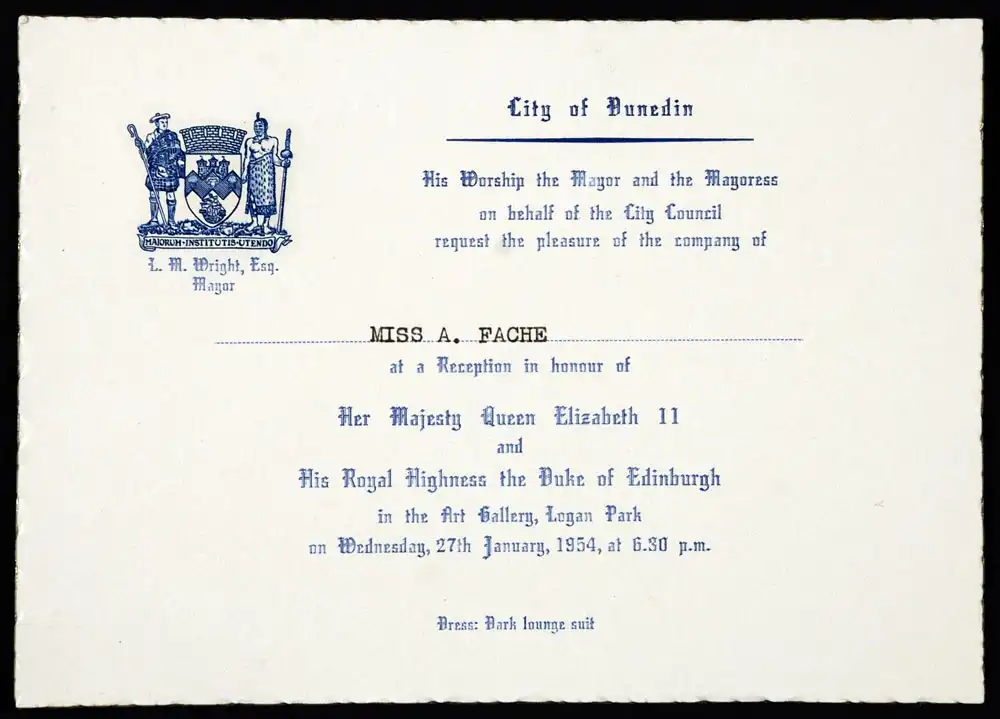 City of Dunedin
His Worship the Mayor and the Mayoress
on behalf of the City Council
request the pleasure of the company of
MAIORUM·INSTITUTIS·UTENDO
L. M. Wright, Esq.
Mayor
MISS A. FACHE
at a Reception in honour of
Her Majesty Queen Elizabeth II
and
His Royal Highness the Duke of Edinburgh
in the Art Gallery, Logan Park
on Wednesday, 27th January, 1954, at 6.30 p.m.
Dress: Dark lounge suit